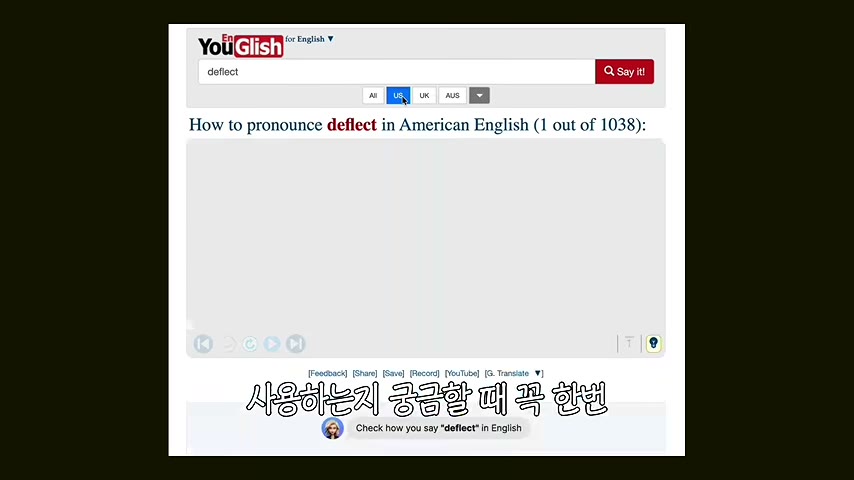 YouGlish En for English ▼
deflect
Say it!
All US UK AUS
How to pronounce deflect in American English (1 out of 1038):
[Feedback] [Share] [Save] [Record] [YouTube] [G. Translate ▼]
사용하는지 궁금할 때 꼭 한번
Check how you say "deflect" in English